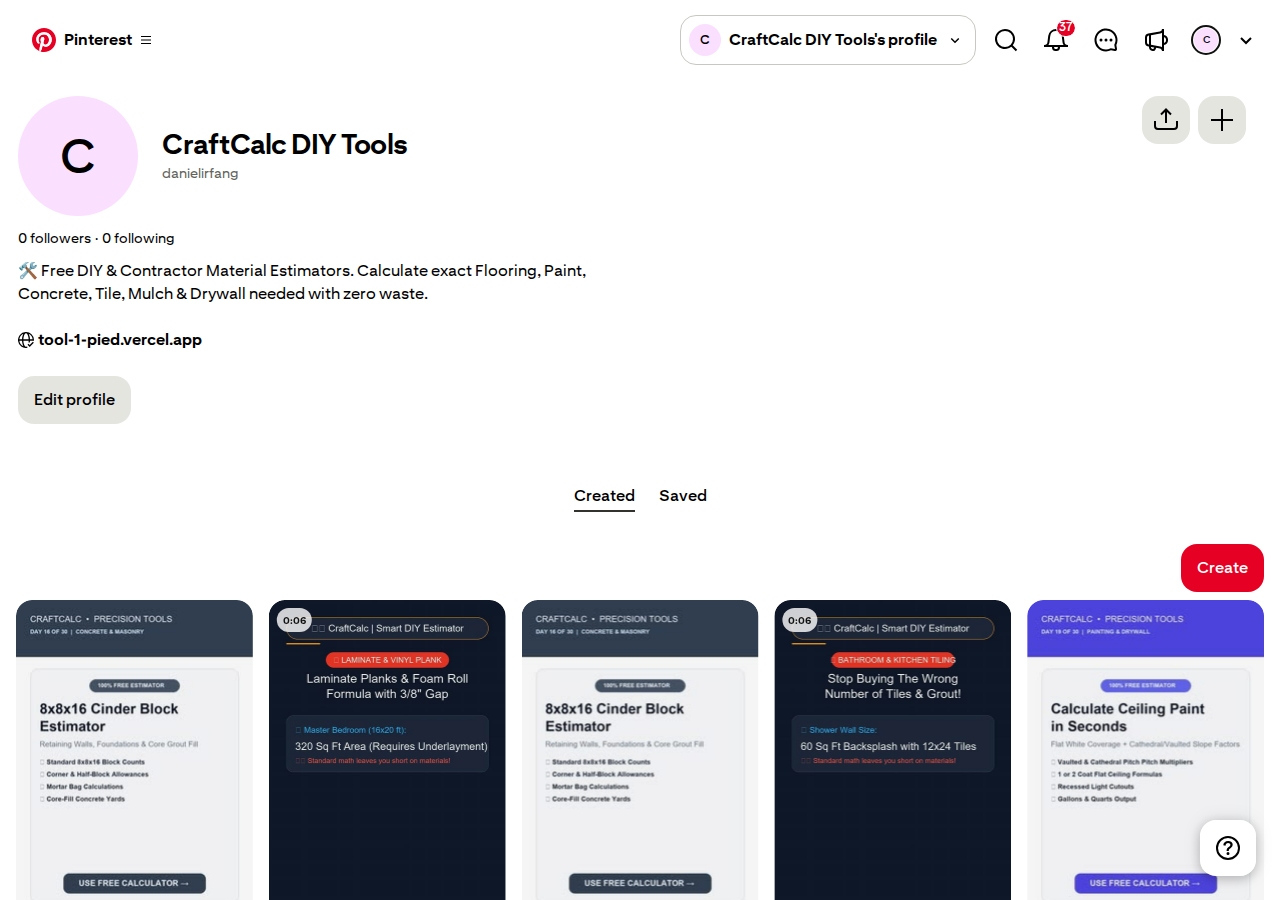 Pinterest
C
CraftCalc DIY Tools's profile
37
C
C
CraftCalc DIY Tools
danielirfang
0 followers · 0 following
🛠️ Free DIY & Contractor Material Estimators. Calculate exact Flooring, Paint,
Concrete, Tile, Mulch & Drywall needed with zero waste.
tool-1-pied.vercel.app
Edit profile
Created
Saved
Create
CRAFTCALC • PRECISION TOOLS
DAY 16 OF 30 | CONCRETE & MASONRY
100% FREE ESTIMATOR
8x8x16 Cinder Block
Estimator
Retaining Walls, Foundations & Core Grout Fill
Standard 8x8x16 Block Counts
Corner & Half-Block Allowances
Mortar Bag Calculations
Core-Fill Concrete Yards
USE FREE CALCULATOR →
0:06
CraftCalc | Smart DIY Estimator
LAMINATE & VINYL PLANK
Laminate Planks & Foam Roll
Formula with 3/8" Gap
Master Bedroom (16x20 ft):
320 Sq Ft Area (Requires Underlayment)
Standard math leaves you short on materials!
CRAFTCALC • PRECISION TOOLS
DAY 16 OF 30 | CONCRETE & MASONRY
100% FREE ESTIMATOR
8x8x16 Cinder Block
Estimator
Retaining Walls, Foundations & Core Grout Fill
Standard 8x8x16 Block Counts
Corner & Half-Block Allowances
Mortar Bag Calculations
Core-Fill Concrete Yards
USE FREE CALCULATOR →
0:06
CraftCalc | Smart DIY Estimator
BATHROOM & KITCHEN TILING
Stop Buying The Wrong
Number of Tiles & Grout!
Shower Wall Size:
60 Sq Ft Backsplash with 12x24 Tiles
Standard math leaves you short on materials!
CRAFTCALC • PRECISION TOOLS
DAY 19 OF 30 | PAINTING & DRYWALL
100% FREE ESTIMATOR
Calculate Ceiling Paint
in Seconds
Flat White Coverage + Cathedral/Vaulted Slope Factors
Vaulted & Cathedral Pitch Pitch Multipliers
1 or 2 Coat Flat Ceiling Formulas
Recessed Light Cutouts
Gallons & Quarts Output
USE FREE CALCULATOR →